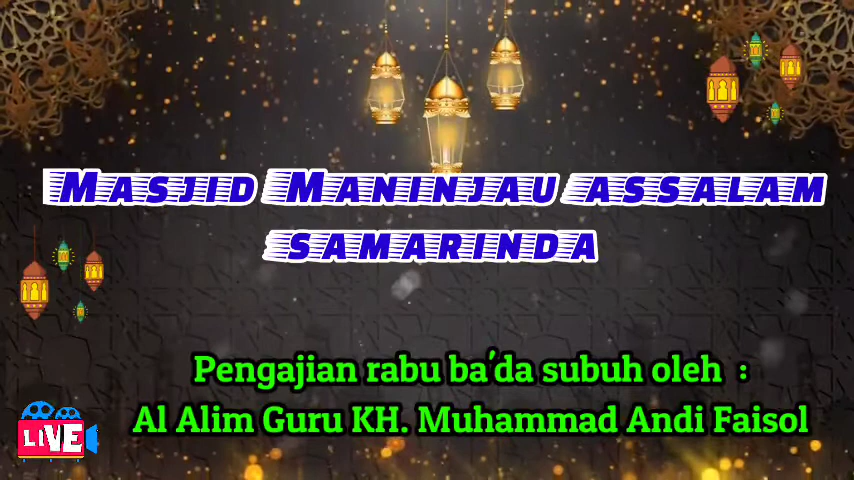 Masjid Maninjau assalam
samarinda
Pengajian rabu ba'da subuh oleh :
Al Alim Guru KH. Muhammad Andi Faisol
LIVE